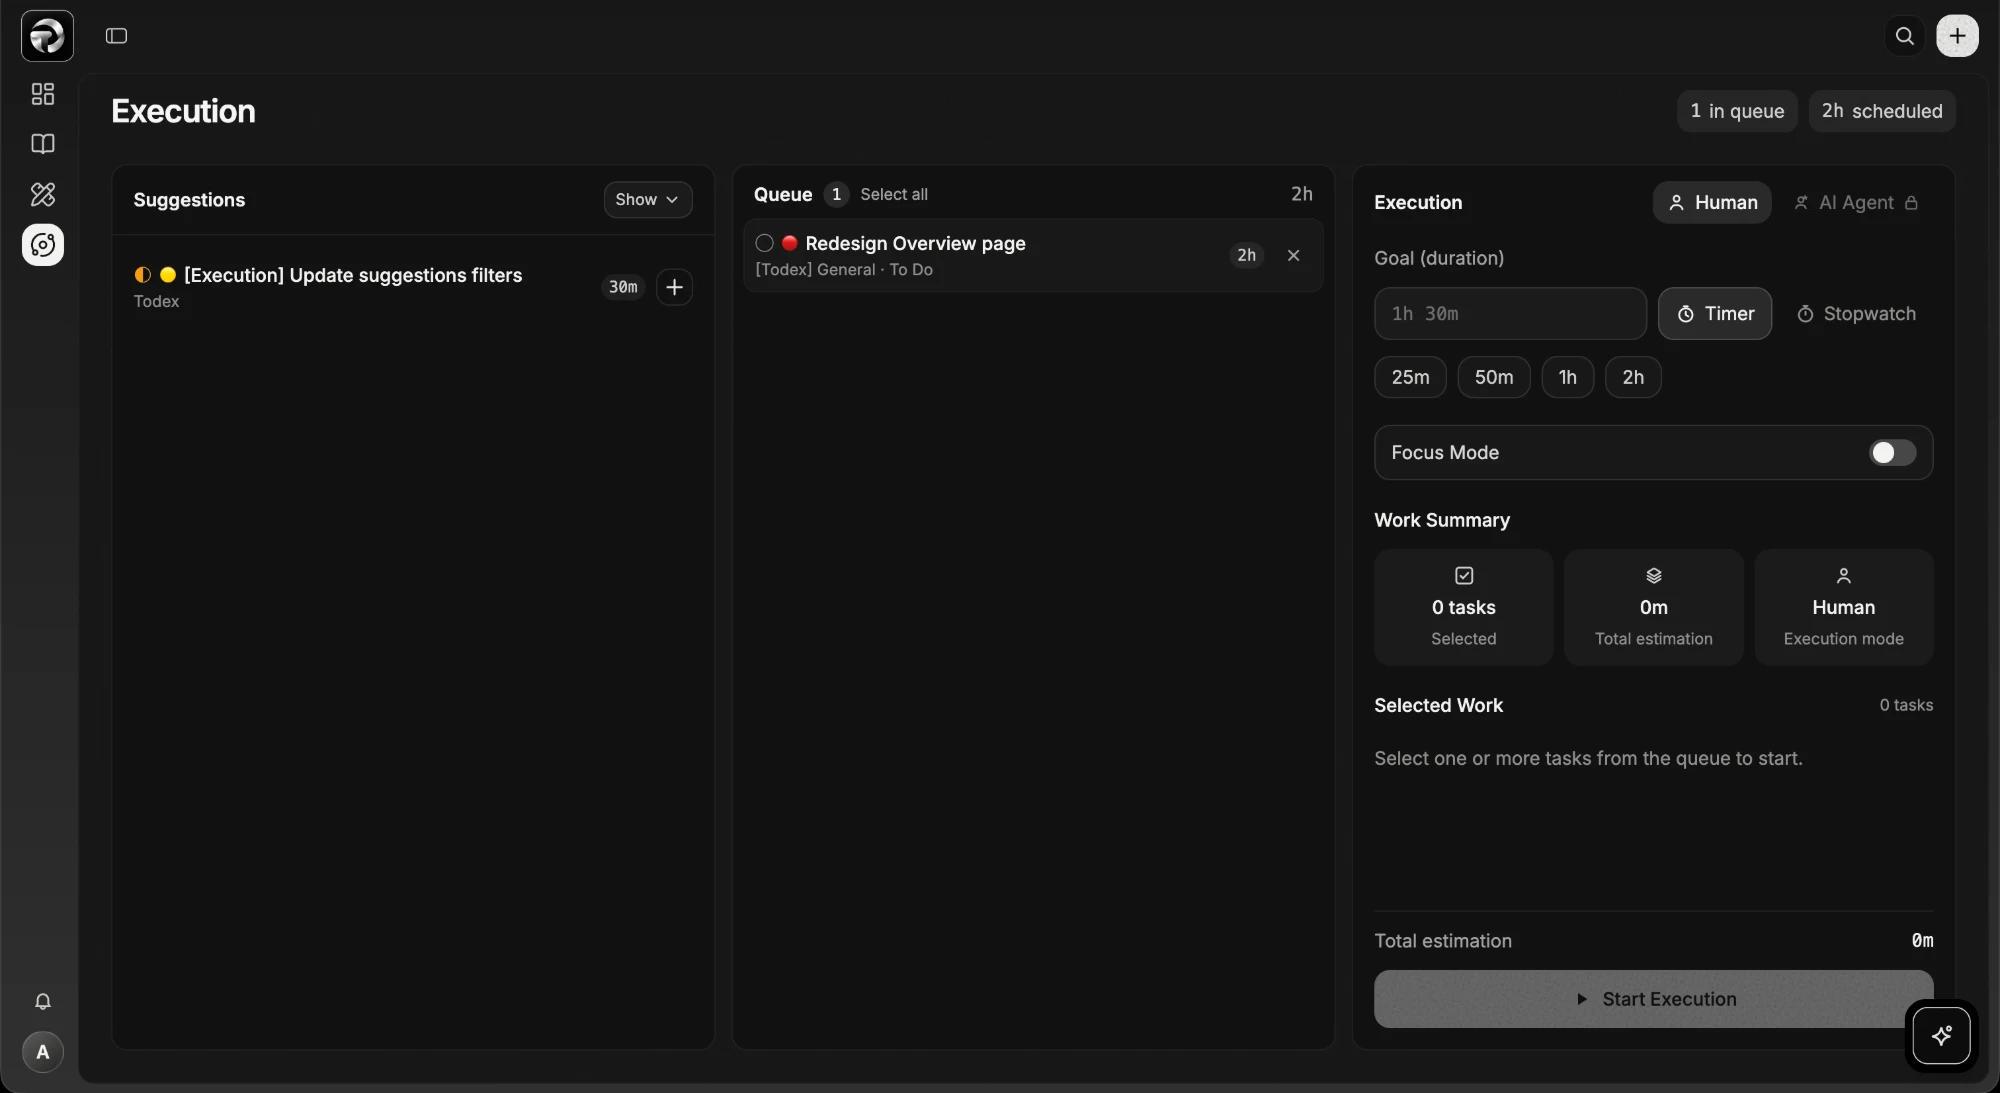 Execution
1 in queue
2h scheduled
Suggestions
Show
[Execution] Update suggestions filters
Todex
30m
Queue 1 Select all
2h
Redesign Overview page
[Todex] General · To Do
2h
Execution
Human
AI Agent
Goal (duration)
1h 30m
Timer
Stopwatch
25m
50m
1h
2h
Focus Mode
Work Summary
0 tasks
Selected
0m
Total estimation
Human
Execution mode
Selected Work
0 tasks
Select one or more tasks from the queue to start.
Total estimation
0m
Start Execution
A